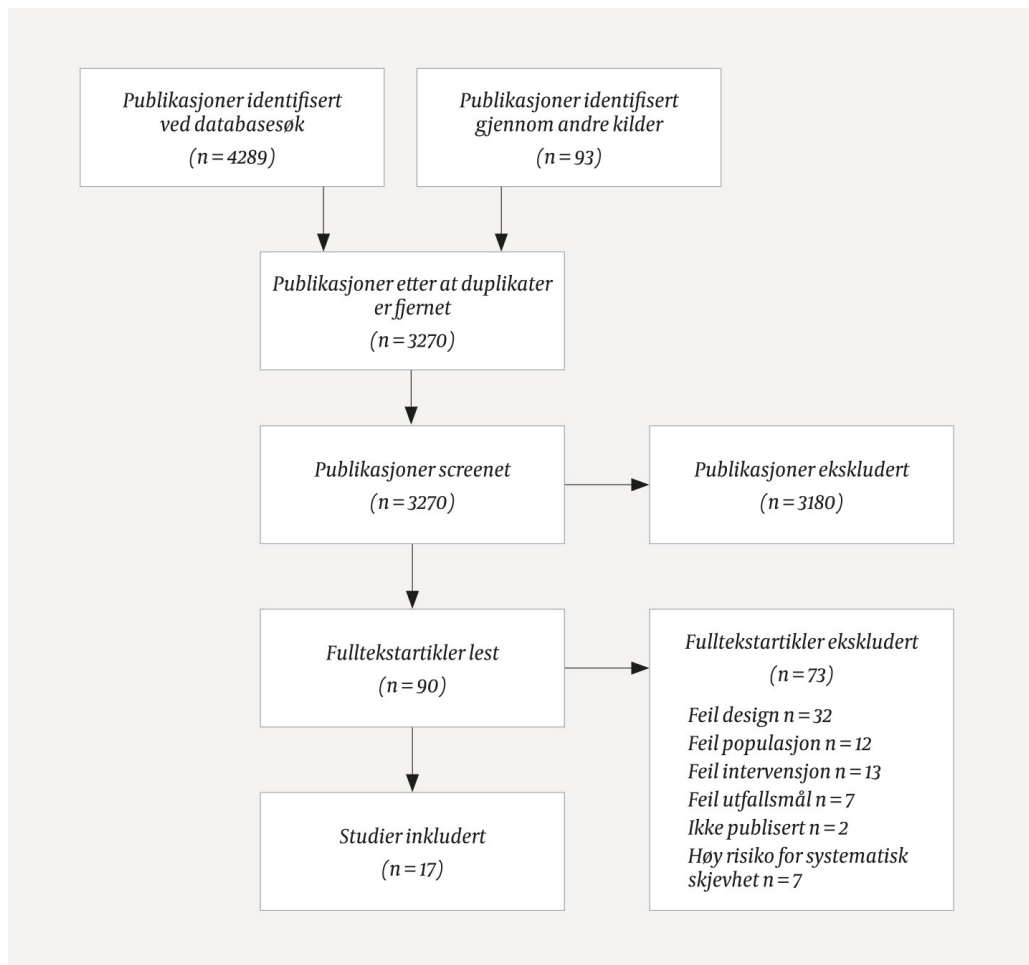 Publikasjoner identifisert
ved databasesøk
(n = 4289)
Publikasjoner identifisert
gjennom andre kilder
(n = 93)
Publikasjoner etter at duplikater
er fjernet
(n = 3270)
Publikasjoner screenet
(n = 3270)
Publikasjoner ekskludert
(n = 3180)
Fulltekstartikler lest
(n = 90)
Fulltekstartikler ekskludert
(n = 73)
Feil design n = 32
Feil populasjon n = 12
Feil intervensjon n = 13
Feil utfallsmål n = 7
Ikke publisert n = 2
Høy risiko for systematisk
skjevhet n = 7
Studier inkludert
(n = 17)